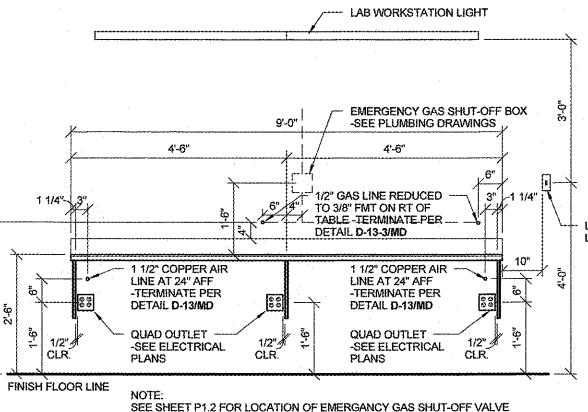 LAB WORKSTATION LIGHT
EMERGENCY GAS SHUT-OFF BOX
-SEE PLUMBING DRAWINGS
9'-0"
3'-0"
4'-6"
4'-6"
6"
1 1/4"
3"
1'-6"
6"
4"
4"
1/2" GAS LINE REDUCED
TO 3/8" FMT ON RT OF
TABLE -TERMINATE PER
DETAIL D-13-3/MD
3"
1 1/4"
L
L
10"
1 1/2" COPPER AIR
LINE AT 24" AFF
-TERMINATE PER
DETAIL D-13/MD
1 1/2" COPPER AIR
LINE AT 24" AFF
-TERMINATE PER
DETAIL D-13/MD
4'-0"
2'-6"
6"
6"
1'-6"
1/2"
CLR.
QUAD OUTLET
-SEE ELECTRICAL
PLANS
1/2"
CLR.
1'-6"
QUAD OUTLET
-SEE ELECTRICAL
PLANS
1/2"
CLR.
1'-6"
FINISH FLOOR LINE
NOTE:
SEE SHEET P1.2 FOR LOCATION OF EMERGANCY GAS SHUT-OFF VALVE